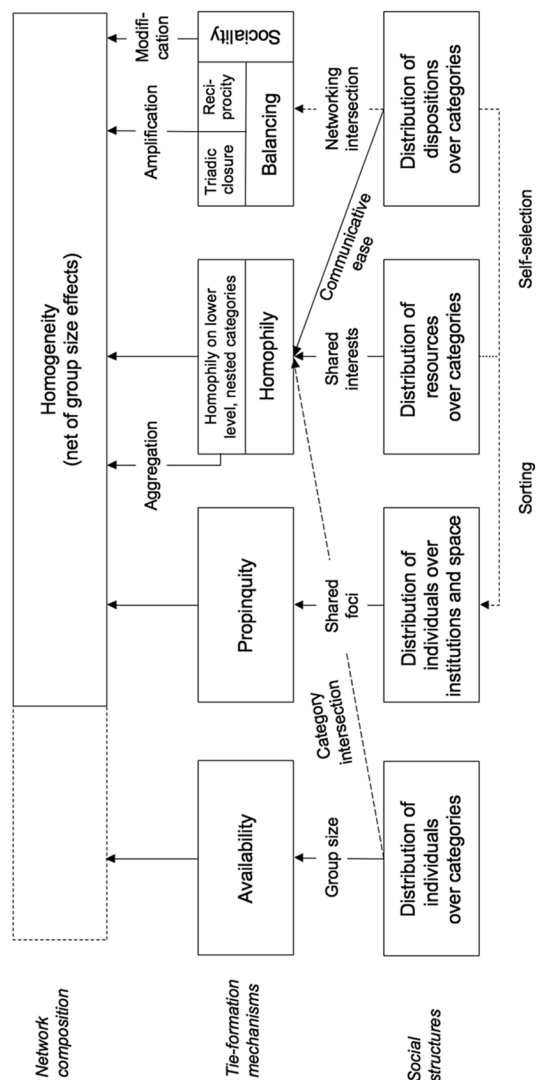 Network
composition
Homogeneity
(net of group size effects)
Aggregation
Amplification
Modifi-
cation
Tie-formation
mechanisms
Availability
Propinquity
Homophily on lower
level, nested categories
Homophily
Triadic
closure
Reci-
procity
Balancing
Sociality
Group size
Category
intersection
Shared
foci
Shared
interests
Communicative
ease
Networking
intersection
Social
structures
Distribution of
individuals
over categories
Distribution of
individuals over
institutions and space
Distribution of
resources
over categories
Distribution of
dispositions
over categories
Sorting
Self-selection